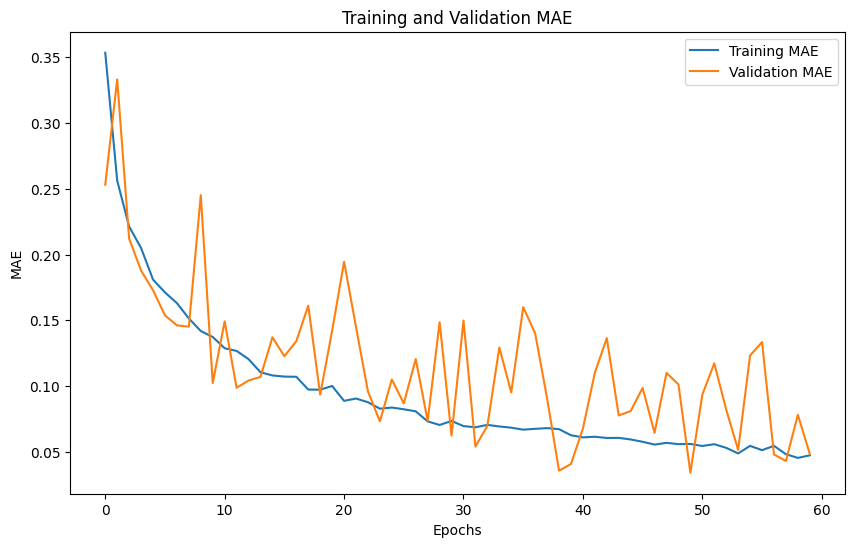 Training and Validation MAE
Training MAE
Validation MAE
0.35
0.30
0.25
0.20
0.15
0.10
0.05
MAE
0 10 20 30 40 50 60
Epochs